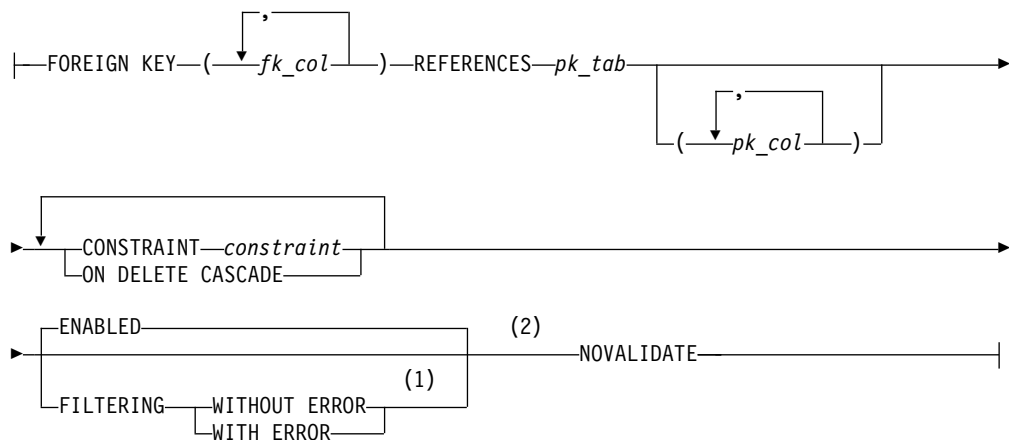 ,
FOREIGN KEY ( fk_col ) REFERENCES pk_tab
,
( pk_col )
CONSTRAINT constraint
ON DELETE CASCADE
ENABLED
(2)
NOVALIDATE
(1)
FILTERING WITHOUT ERROR
WITH ERROR